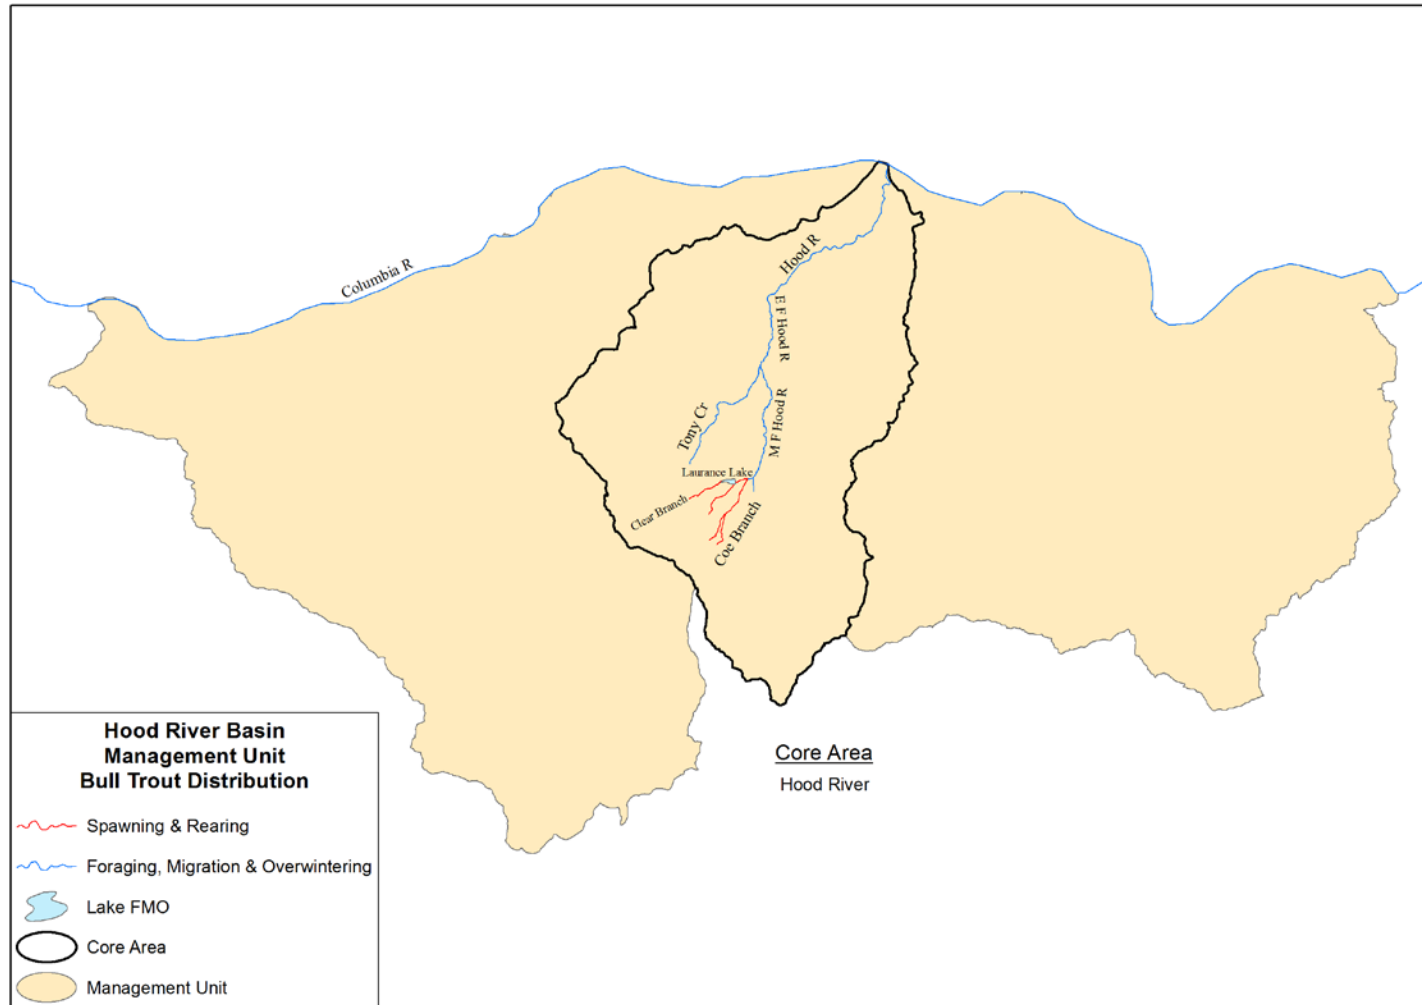 Columbia R
Hood R
E F Hood R
M F Hood R
Tony Cr
Laurance Lake
Clear Branch
Coe Branch
Core Area
Hood River
Hood River Basin
Management Unit
Bull Trout Distribution
Spawning & Rearing
Foraging, Migration & Overwintering
Lake FMO
Core Area
Management Unit